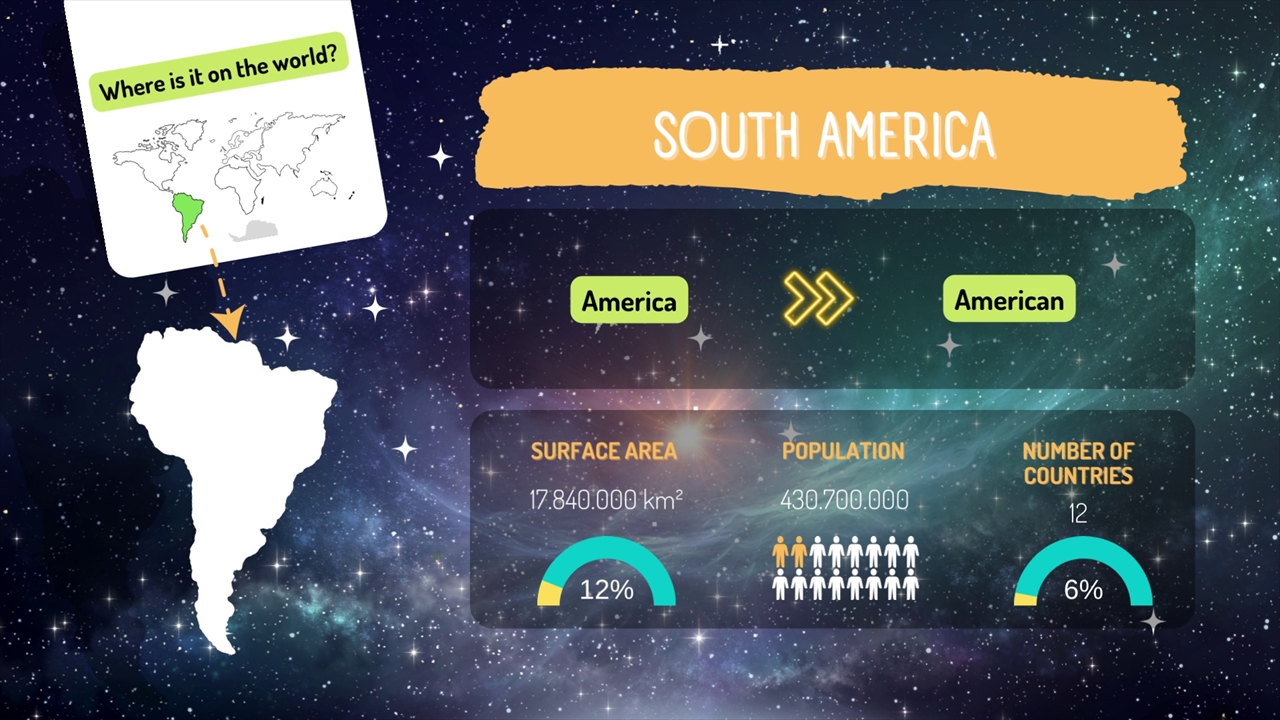 Where is it on the world?
SOUTH AMERICA
America
American
SURFACE AREA
17.840.000 km²
12%
POPULATION
430.700.000
NUMBER OF
COUNTRIES
12
6%